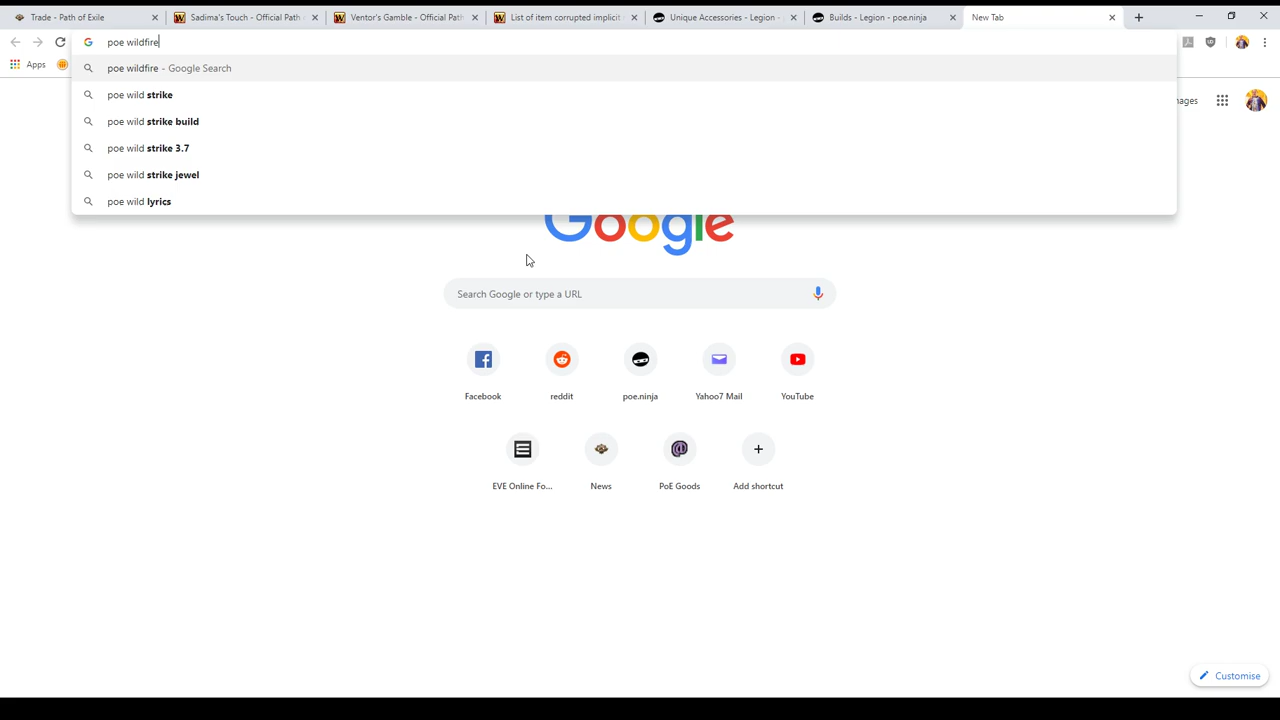 Trade - Path of Exile
Sadima's Touch - Official Path
Ventor's Gamble - Official Path
List of item corrupted implicit
Unique Accessories - Legion -
Builds - Legion - poe.ninja
New Tab
poe wildfire
Apps
poe wildfire - Google Search
poe wild strike
poe wild strike build
poe wild strike 3.7
poe wild strike jewel
poe wild lyrics
Google
Search Google or type a URL
Facebook
reddit
poe.ninja
Yahoo7 Mail
YouTube
EVE Online Fo...
News
PoE Goods
Add shortcut
Customise